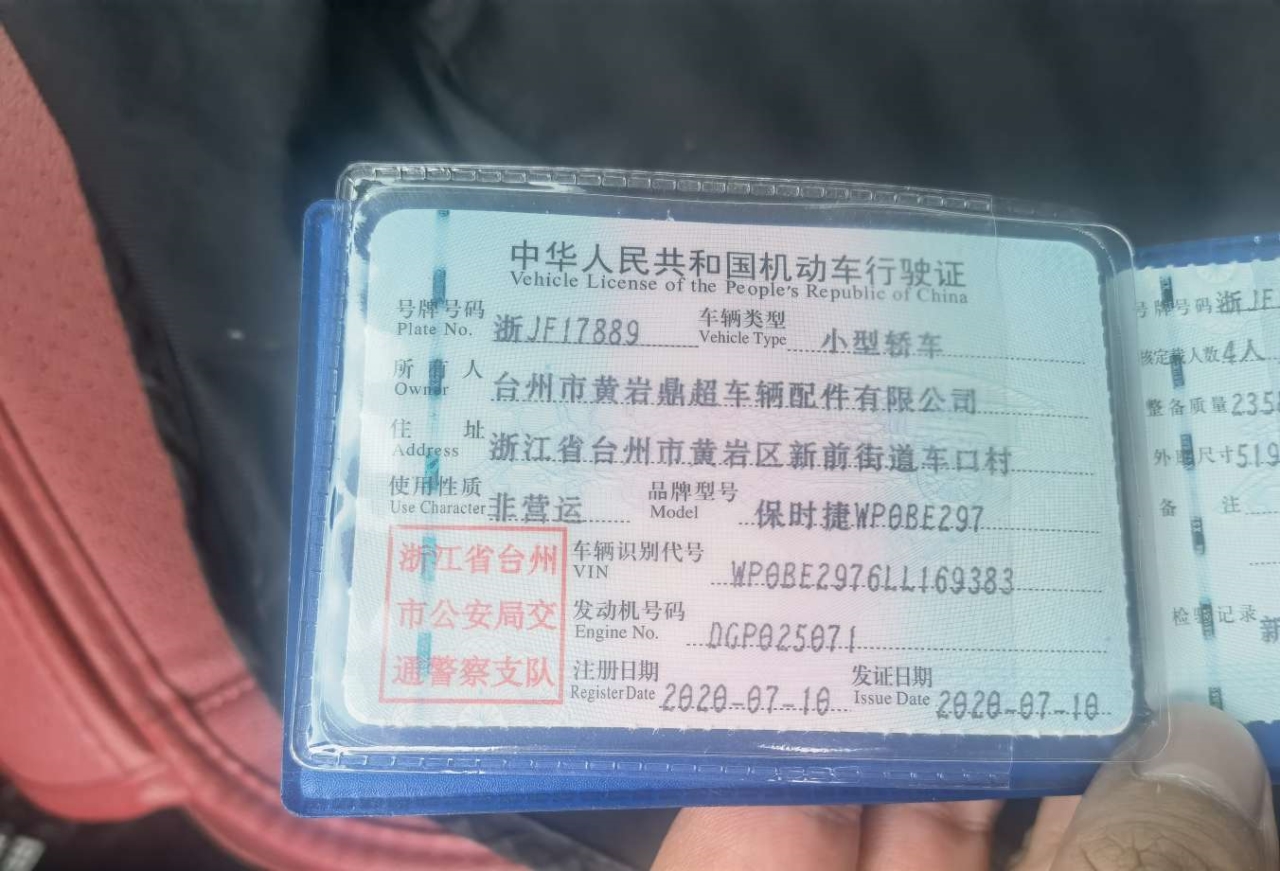 中华人民共和国机动车行驶证
Vehicle License of the People's Republic of China
号牌号码 浙JF17889 车辆类型 小型轿车
Plate No. Vehicle Type
所有人 台州市黄岩鼎超车辆配件有限公司
Owner
住址 浙江省台州市黄岩区新前街道车口村
Address
使用性质 非营运 品牌型号 保时捷WP0BE297
Use Character Model
浙江省台州
市公安局交
通警察支队
车辆识别代号 WP0BE2976LL169383
VIN
发动机号码 DGP025071
Engine No.
注册日期 2020-07-10 发证日期 2020-07-10
Register Date Issue Date
号牌号码 浙JF
核定载人数 4人
整备质量 235
外廓尺寸 519
备注
检验记录